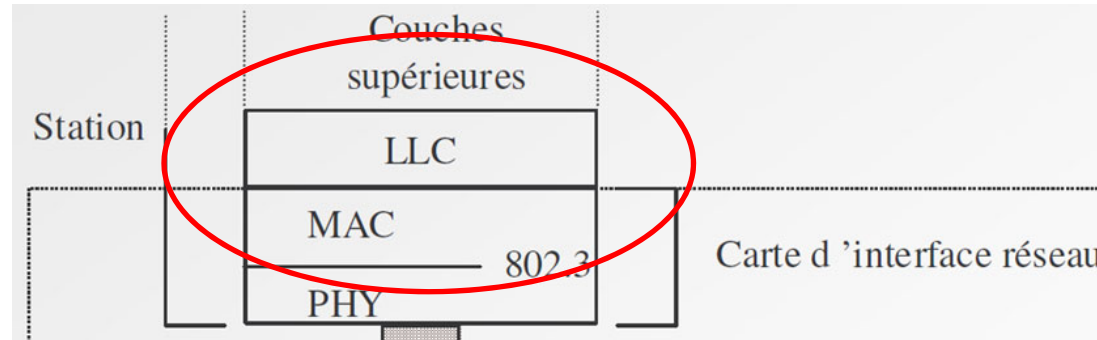 Couches
supérieures
Station
LLC
MAC
802.3
PHY
Carte d ’interface réseau